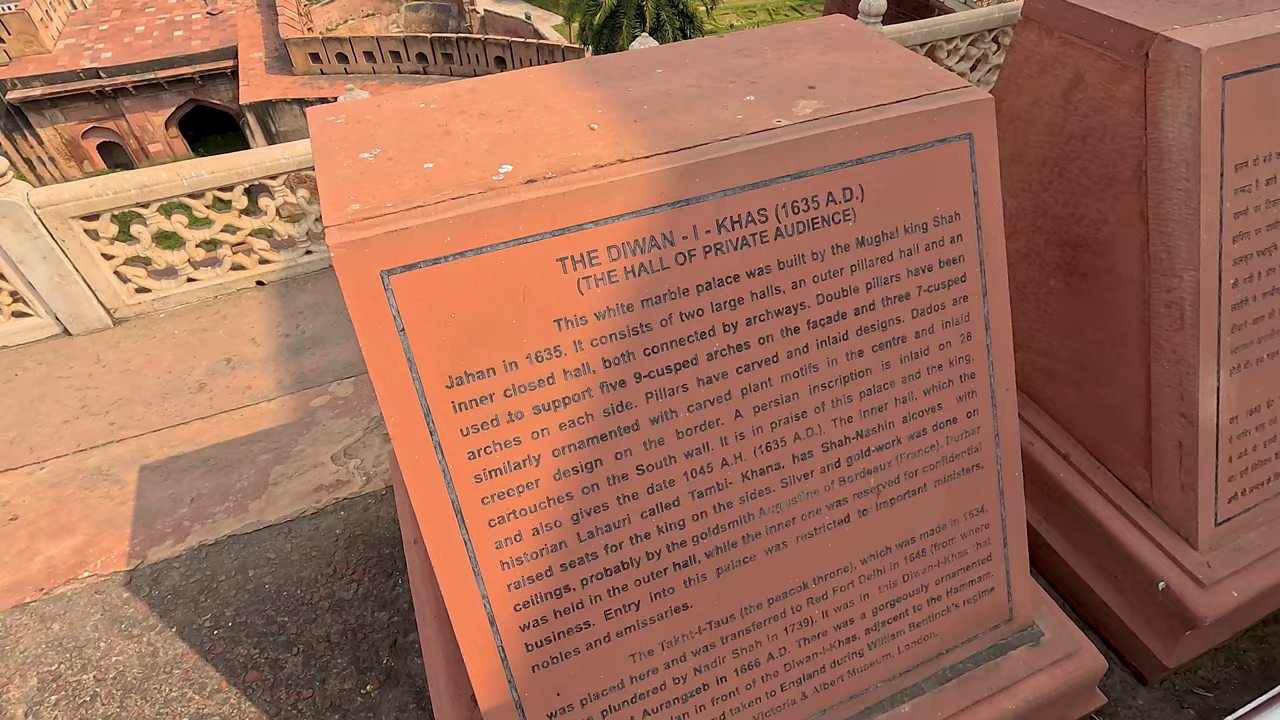 THE DIWAN - I - KHAS (1635 A.D.)
(THE HALL OF PRIVATE AUDIENCE)
This white marble palace was built by the Mughal king Shah
Jahan in 1635. It consists of two large halls, an outer pillared hall and an
inner closed hall, both connected by archways. Double pillars have been
used to support five 9-cusped arches on the façade and three 7-cusped
arches on each side. Pillars have carved and inlaid designs. Dados are
similarly ornamented with carved plant motifs in the centre and inlaid
creeper design on the border. A persian inscription is inlaid on 28
cartouches on the South wall. It is in praise of this palace and the king,
and also gives the date 1045 A.H. (1635 A.D.). The inner hall, which the
historian Lahauri called Tambi- Khana, has Shah-Nashin alcoves with
raised seats for the king on the sides. Silver and gold-work was done on
ceilings, probably by the goldsmith Augustine of Bordeaux (France). Durbar
was held in the outer hall, while the inner one was reserved for confidential
business. Entry into this palace was restricted to important ministers,
nobles and emissaries.
The Takht-I-Taus (the peacock throne), which was made in 1634,
was placed here and was transferred to Red Fort Delhi in 1648 (from where
plundered by Nadir Shah in 1739). It was in this Diwan-I-Khas that
Aurangzeb in 1666 A.D. There was a gorgeously ornamented
in front of the Diwan-I-Khas, adjacent to the Hammam,
taken to England during William Bentinck's regime
Victoria & Albert Museum, London.